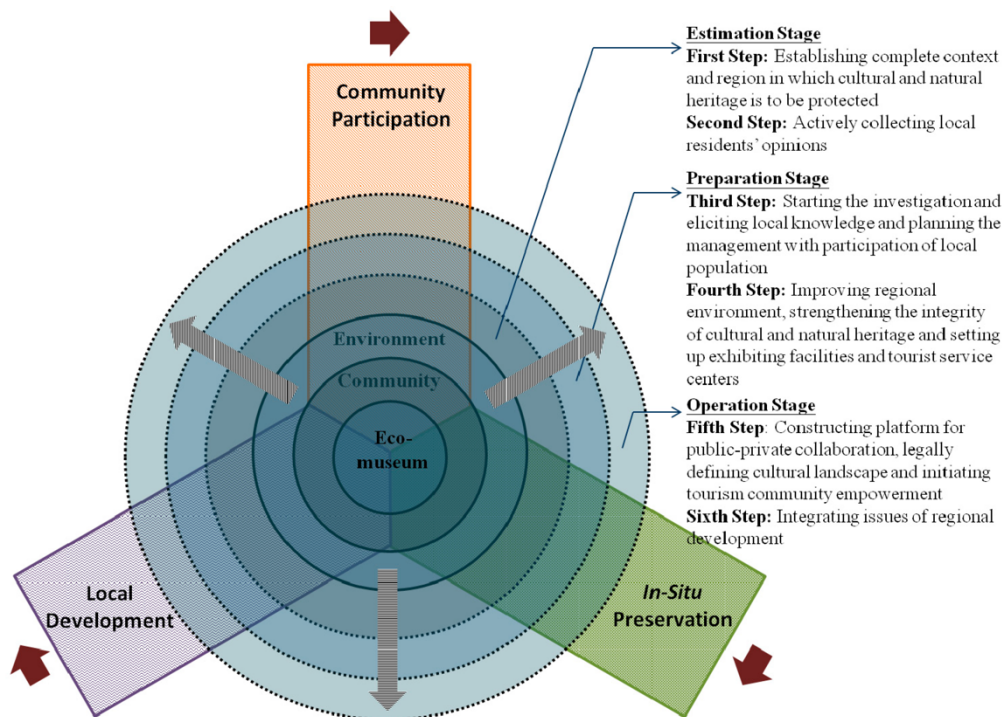 Community
Participation
Environment
Community
Eco-
museum
Local
Development
In-Situ
Preservation
Estimation Stage
First Step: Establishing complete context
and region in which cultural and natural
heritage is to be protected
Second Step: Actively collecting local
residents’ opinions
Preparation Stage
Third Step: Starting the investigation and
eliciting local knowledge and planning the
management with participation of local
population
Fourth Step: Improving regional
environment, strengthening the integrity
of cultural and natural heritage and setting
up exhibiting facilities and tourist service
centers
Operation Stage
Fifth Step: Constructing platform for
public-private collaboration, legally
defining cultural landscape and initiating
tourism community empowerment
Sixth Step: Integrating issues of regional
development